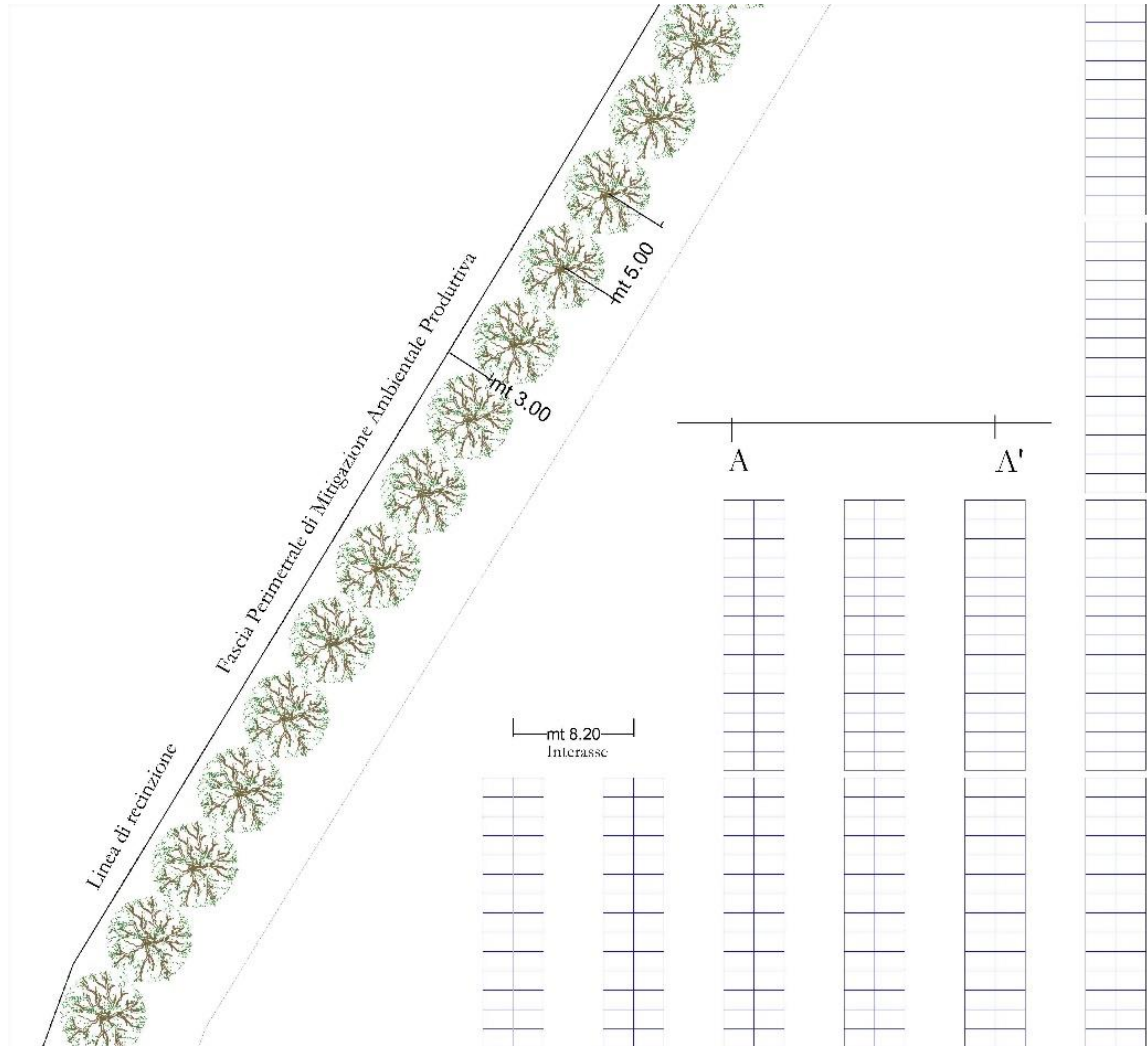 mt 5.00
Fascia Perimetrale di Mitigazione Ambientale Produttiva
mt 3.00
A A'
mt 8.20
Interasse
Linea di recinzione